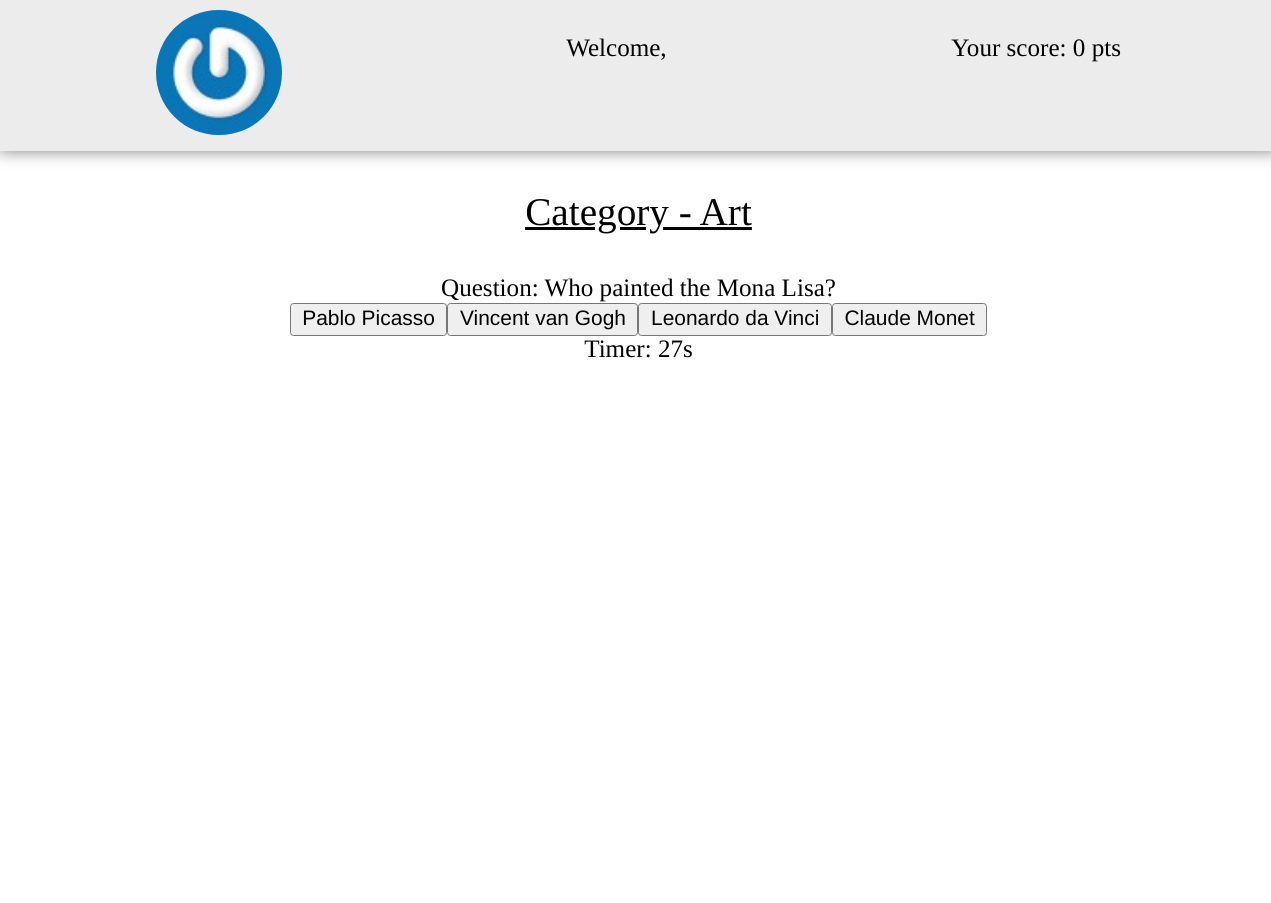 Welcome,
Your score: 0 pts
Category - Art
Question: Who painted the Mona Lisa?
Pablo Picasso Vincent van Gogh Leonardo da Vinci Claude Monet
Timer: 27s